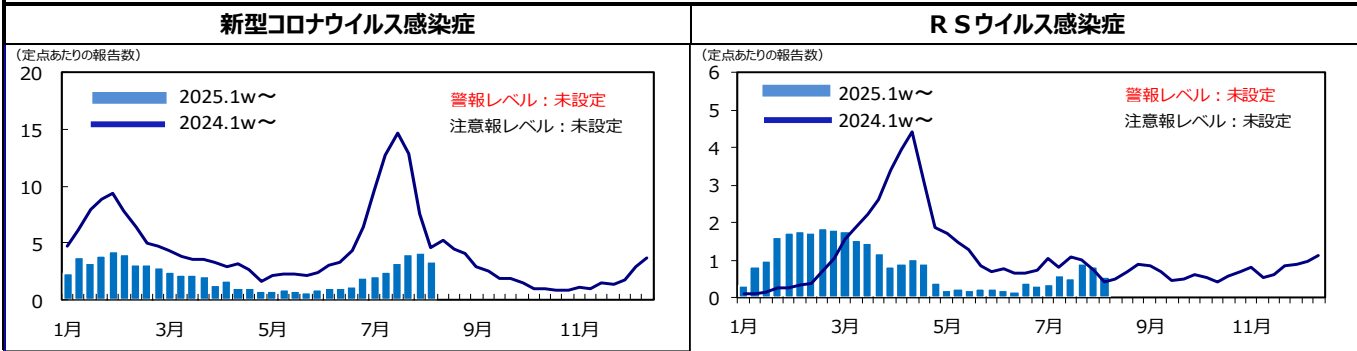 新型コロナウイルス感染症
(定点あたりの報告数)
20
15
10
5
0
2025.1w～
2024.1w～
警報レベル：未設定
注意報レベル：未設定
1月 3月 5月 7月 9月 11月
ＲＳウイルス感染症
(定点あたりの報告数)
6
5
4
3
2
1
0
2025.1w～
2024.1w～
警報レベル：未設定
注意報レベル：未設定
1月 3月 5月 7月 9月 11月